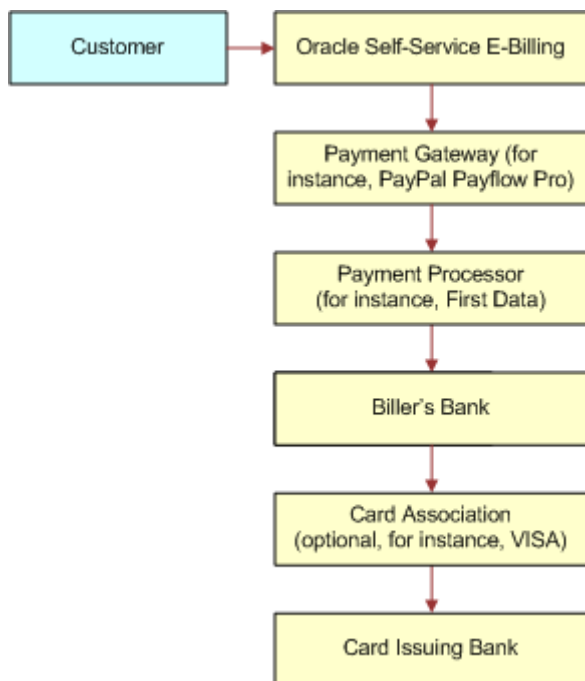 Customer
Oracle Self-Service E-Billing
Payment Gateway (for
instance, PayPal Payflow Pro)
Payment Processor
(for instance, First Data)
Biller's Bank
Card Association
(optional, for instance, VISA)
Card Issuing Bank